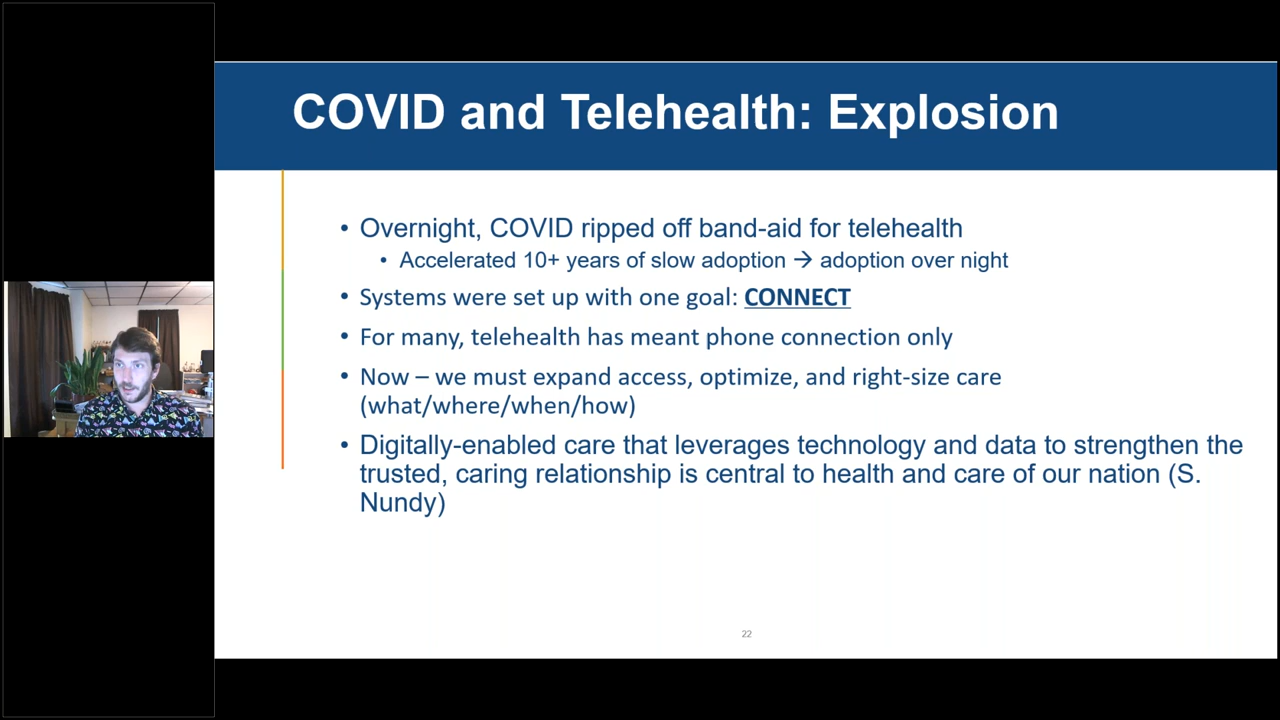 COVID and Telehealth: Explosion
• Overnight, COVID ripped off band-aid for telehealth
• Accelerated 10+ years of slow adoption → adoption over night
• Systems were set up with one goal: CONNECT
• For many, telehealth has meant phone connection only
• Now – we must expand access, optimize, and right-size care
(what/where/when/how)
• Digitally-enabled care that leverages technology and data to strengthen the
trusted, caring relationship is central to health and care of our nation (S.
Nundy)
22